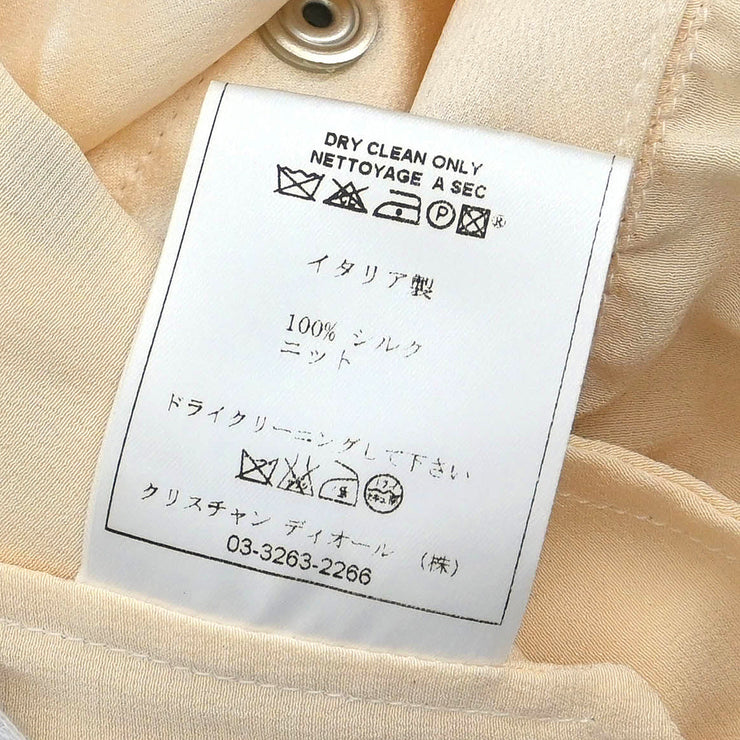 DRY CLEAN ONLY
NETTOYAGE A SEC
CL P ®
イタリア製
100% シルク
ニット
ドライクリーニングして下さい
クリスチャン ディオール (株)
03-3263-2266